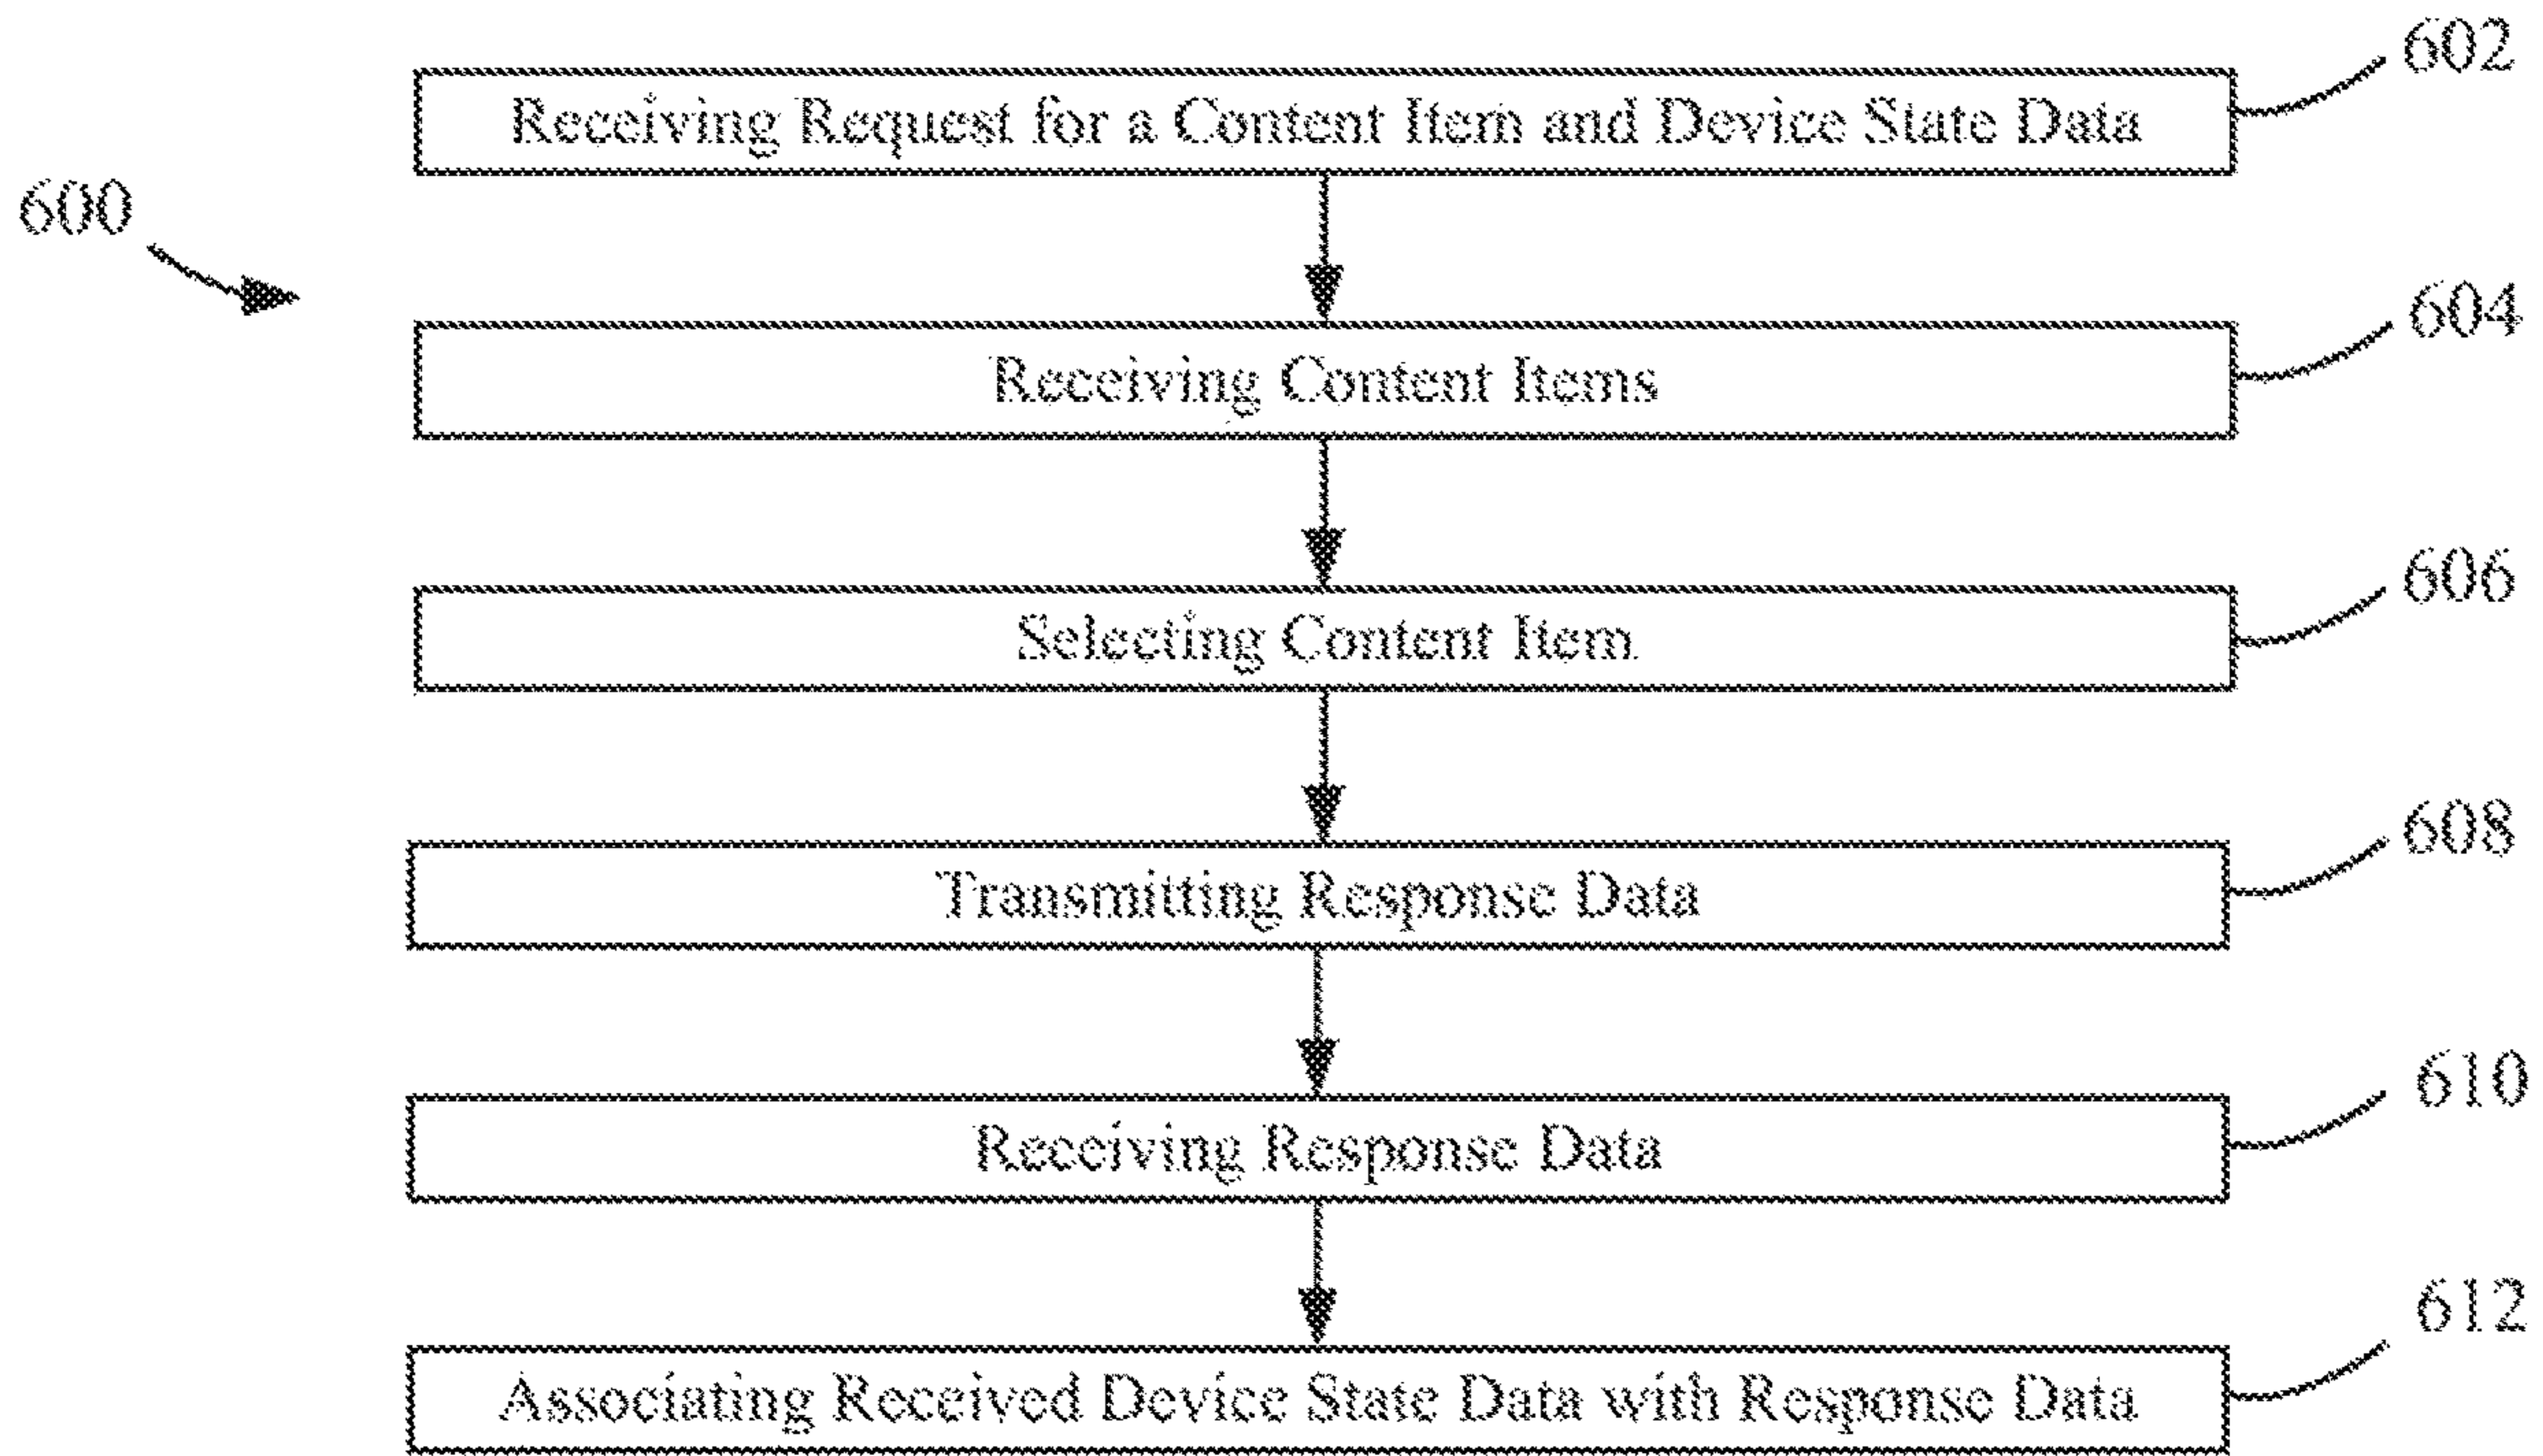 602
Receiving Request for a Content Item and Device State Data
600
604
Receiving Content Items
606
Selecting Content Item
608
Transmitting Response Data
610
Receiving Response Data
612
Associating Received Device State Data with Response Data